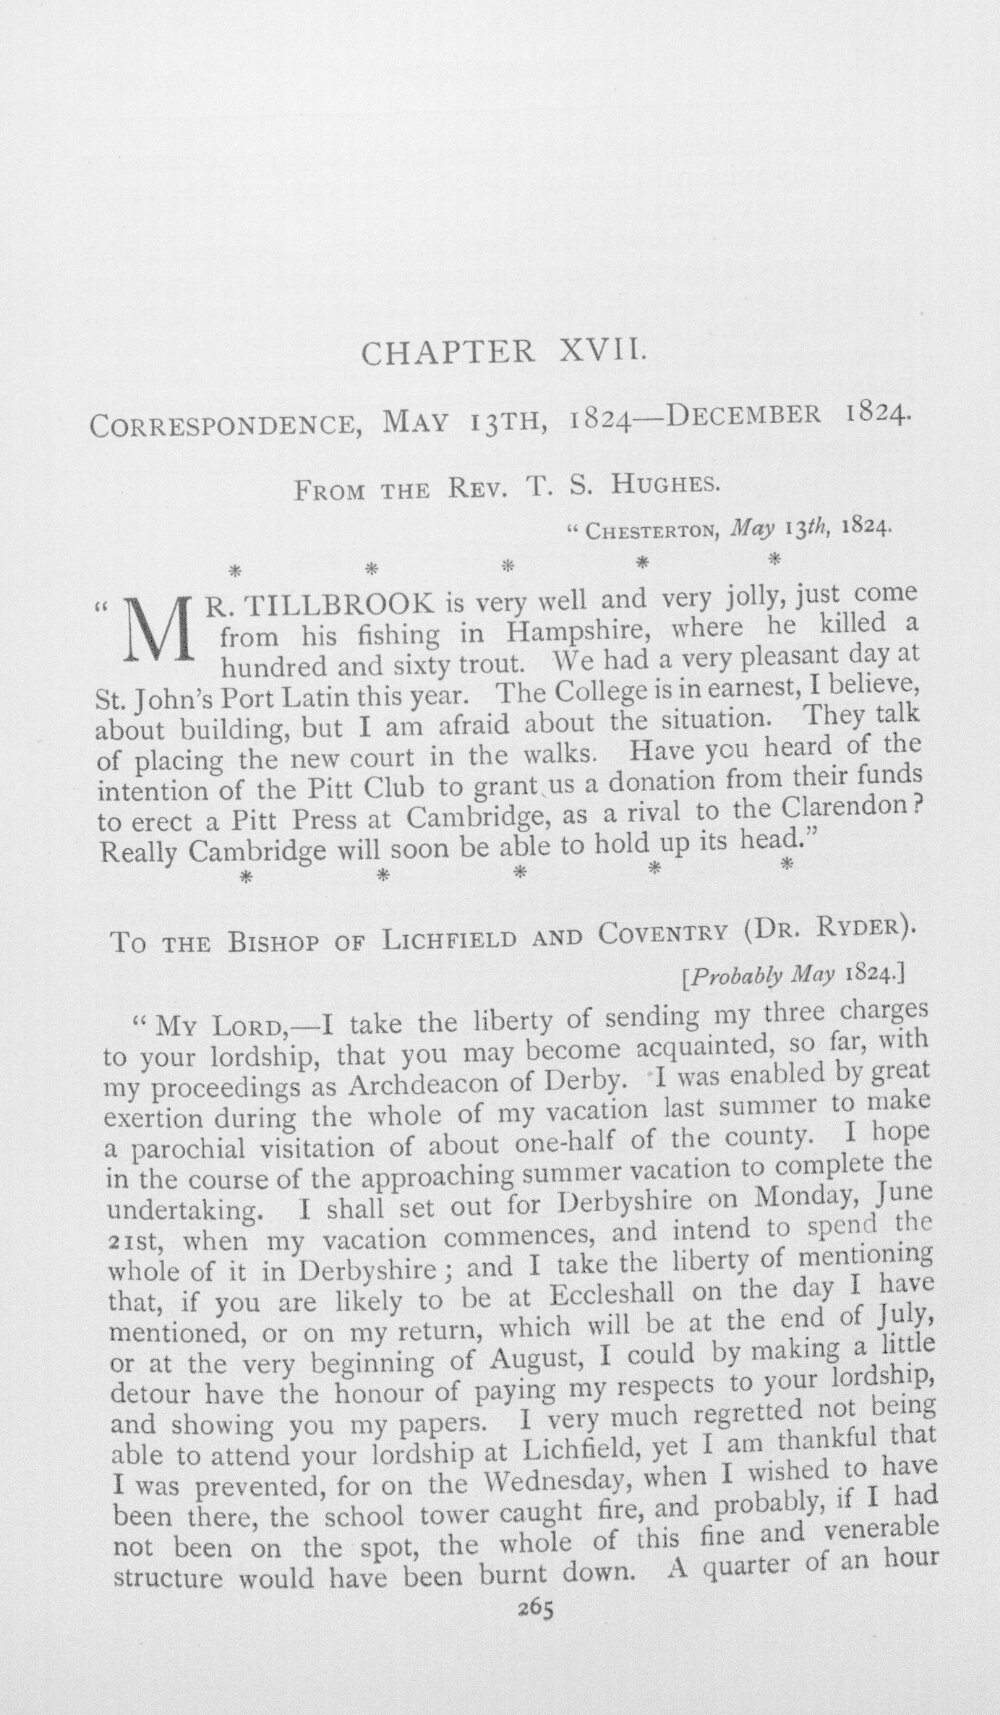 CHAPTER XVII.
CORRESPONDENCE, MAY 13TH, 1824—DECEMBER 1824.
FROM THE REV. T. S. HUGHES.
“CHESTERTON, May 13th, 1824.
* * * * *
“MR. TILLBROOK is very well and very jolly, just come
from his fishing in Hampshire, where he killed a
hundred and sixty trout. We had a very pleasant day at
St. John’s Port Latin this year. The College is in earnest, I believe,
about building, but I am afraid about the situation. They talk
of placing the new court in the walks. Have you heard of the
intention of the Pitt Club to grant us a donation from their funds
to erect a Pitt Press at Cambridge, as a rival to the Clarendon?
Really Cambridge will soon be able to hold up its head.”
* * * * *
TO THE BISHOP OF LICHFIELD AND COVENTRY (DR. RYDER).
[Probably May 1824.]
“MY LORD,—I take the liberty of sending my three charges
to your lordship, that you may become acquainted, so far, with
my proceedings as Archdeacon of Derby. I was enabled by great
exertion during the whole of my vacation last summer to make
a parochial visitation of about one-half of the county. I hope
in the course of the approaching summer vacation to complete the
undertaking. I shall set out for Derbyshire on Monday, June
21st, when my vacation commences, and intend to spend the
whole of it in Derbyshire; and I take the liberty of mentioning
that, if you are likely to be at Eccleshall on the day I have
mentioned, or on my return, which will be at the end of July,
or at the very beginning of August, I could by making a little
detour have the honour of paying my respects to your lordship,
and showing you my papers. I very much regretted not being
able to attend your lordship at Lichfield, yet I am thankful that
I was prevented, for on the Wednesday, when I wished to have
been there, the school tower caught fire, and probably, if I had
not been on the spot, the whole of this fine and venerable
structure would have been burnt down. A quarter of an hour
265